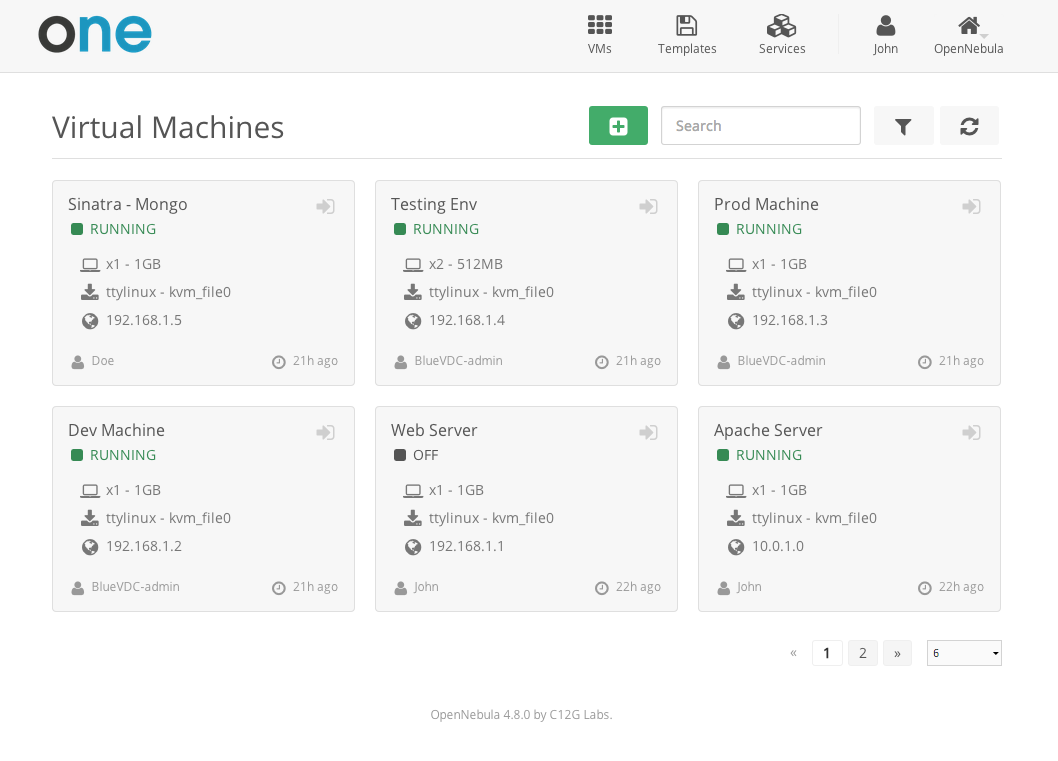 one
VMs
Templates
Services
John
OpenNebula
Virtual Machines
Search
Sinatra - Mongo
RUNNING
x1 - 1GB
ttylinux - kvm_file0
192.168.1.5
Doe
21h ago
Testing Env
RUNNING
x2 - 512MB
ttylinux - kvm_file0
192.168.1.4
BlueVDC-admin
21h ago
Prod Machine
RUNNING
x1 - 1GB
ttylinux - kvm_file0
192.168.1.3
BlueVDC-admin
21h ago
Dev Machine
RUNNING
x1 - 1GB
ttylinux - kvm_file0
192.168.1.2
BlueVDC-admin
21h ago
Web Server
OFF
x1 - 1GB
ttylinux - kvm_file0
192.168.1.1
John
22h ago
Apache Server
RUNNING
x1 - 1GB
ttylinux - kvm_file0
10.0.1.0
John
22h ago
« 1 2 » 6
OpenNebula 4.8.0 by C12G Labs.